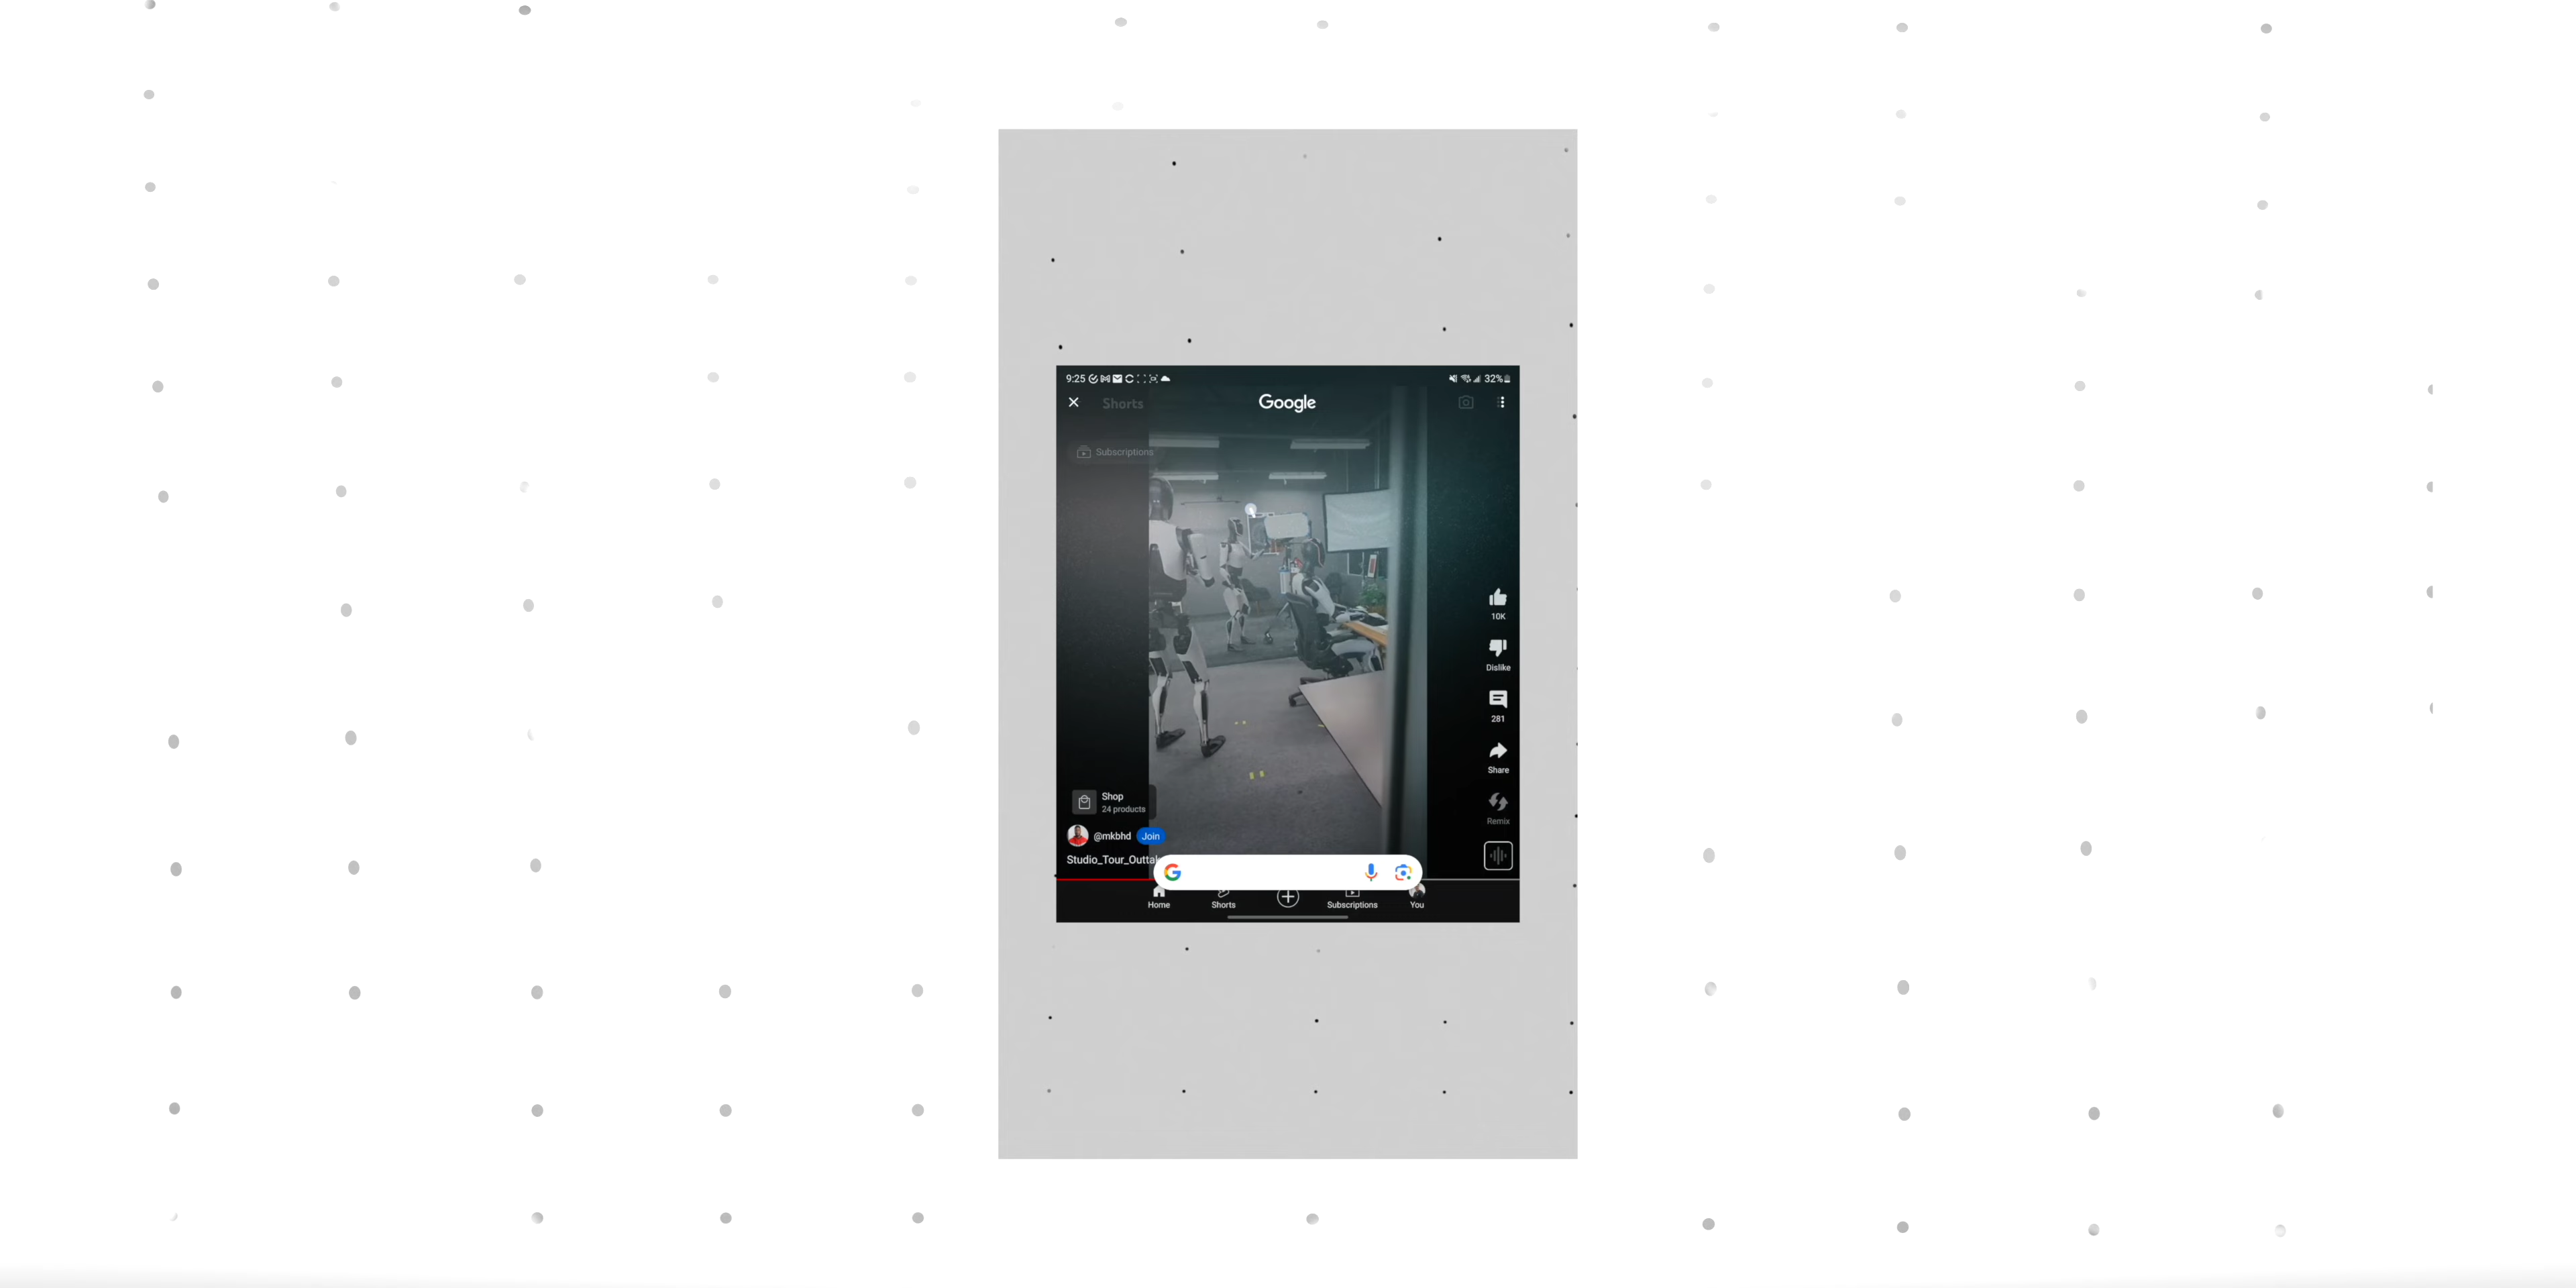 9:25
32%
Shorts
Google
Subscriptions
10K
Dislike
281
Share
Remix
Shop
24 products
@mkbhd
Join
Studio_Tour_Outta
Home
Shorts
Subscriptions
You